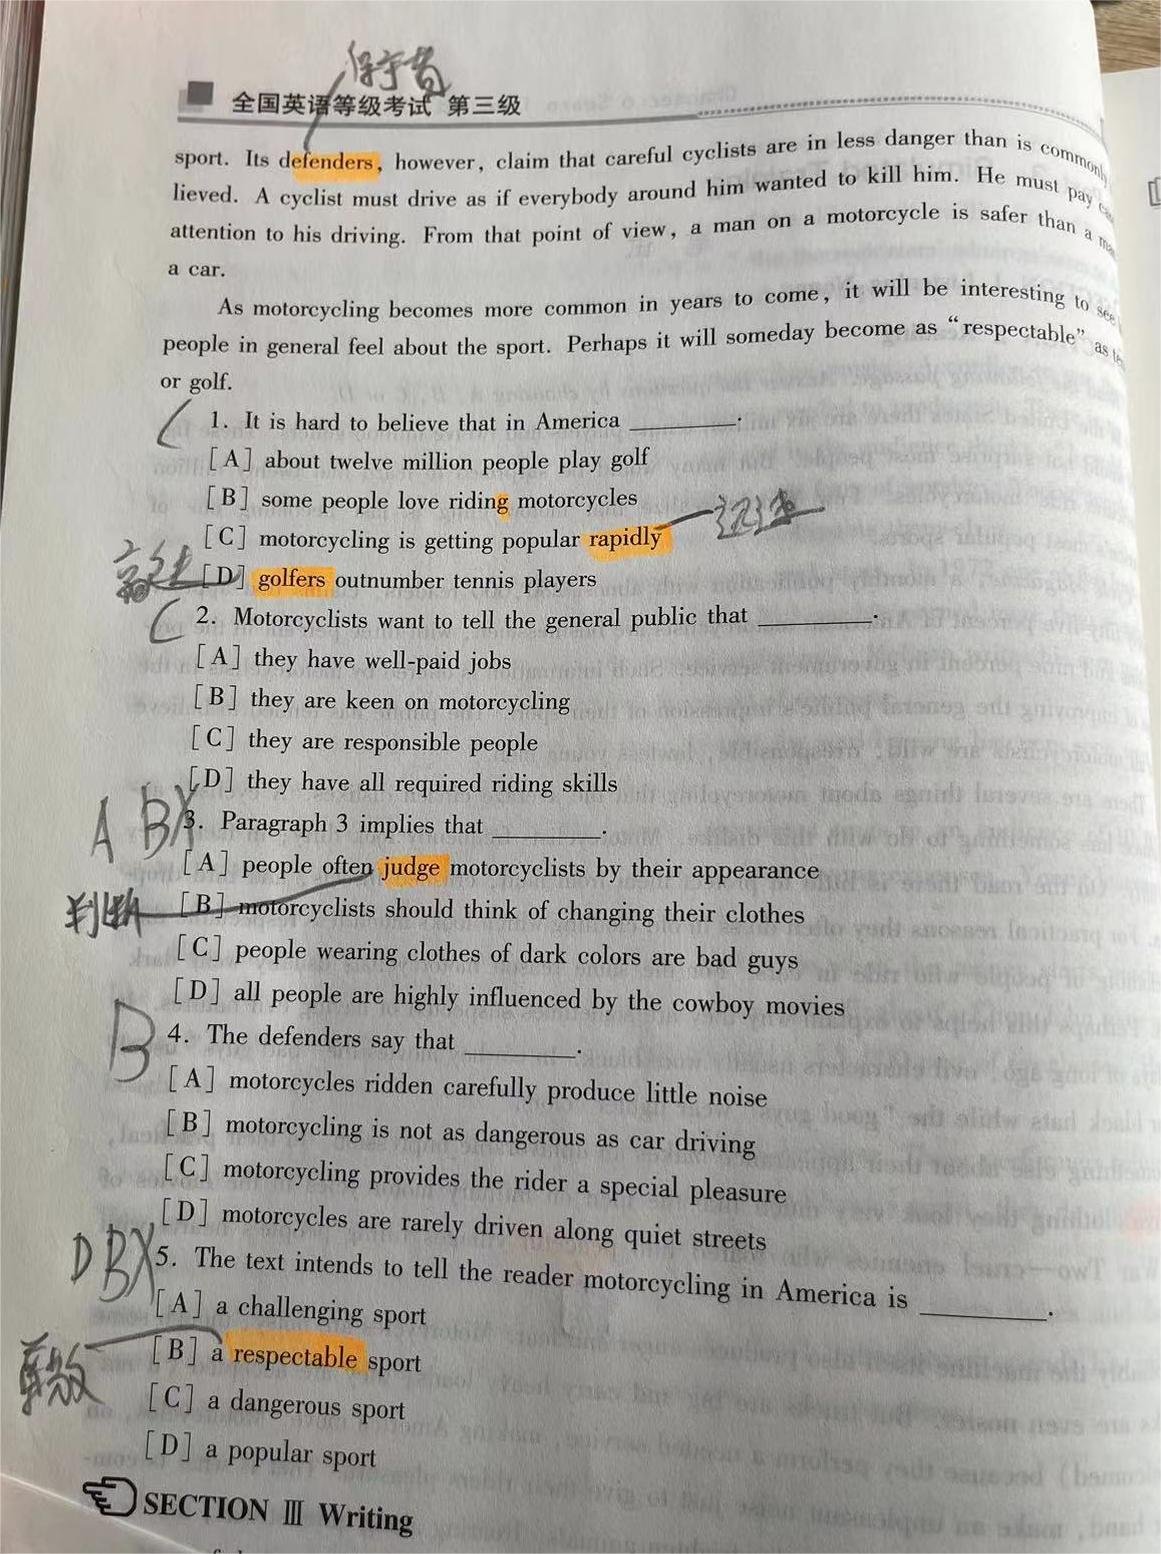 保守者
全国英语等级考试 第三级
sport. Its defenders, however, claim that careful cyclists are in less danger than is commonly
lieved. A cyclist must drive as if everybody around him wanted to kill him. He must pay
attention to his driving. From that point of view, a man on a motorcycle is safer than a
a car.
As motorcycling becomes more common in years to come, it will be interesting to see
people in general feel about the sport. Perhaps it will someday become as “respectable” as
or golf.
C 1. It is hard to believe that in America ________.
[A] about twelve million people play golf
[B] some people love riding motorcycles
[C] motorcycling is getting popular rapidly 迅速
[D] golfers outnumber tennis players
C 2. Motorcyclists want to tell the general public that ________.
[A] they have well-paid jobs
[B] they are keen on motorcycling
[C] they are responsible people
[D] they have all required riding skills
A B× 3. Paragraph 3 implies that ________.
[A] people often judge motorcyclists by their appearance
判断 [B] motorcyclists should think of changing their clothes
[C] people wearing clothes of dark colors are bad guys
[D] all people are highly influenced by the cowboy movies
B 4. The defenders say that ________.
[A] motorcycles ridden carefully produce little noise
[B] motorcycling is not as dangerous as car driving
[C] motorcycling provides the rider a special pleasure
[D] motorcycles are rarely driven along quiet streets
D B× 5. The text intends to tell the reader motorcycling in America is ________.
[A] a challenging sport
[B] a respectable sport
[C] a dangerous sport
[D] a popular sport
SECTION Ⅲ Writing